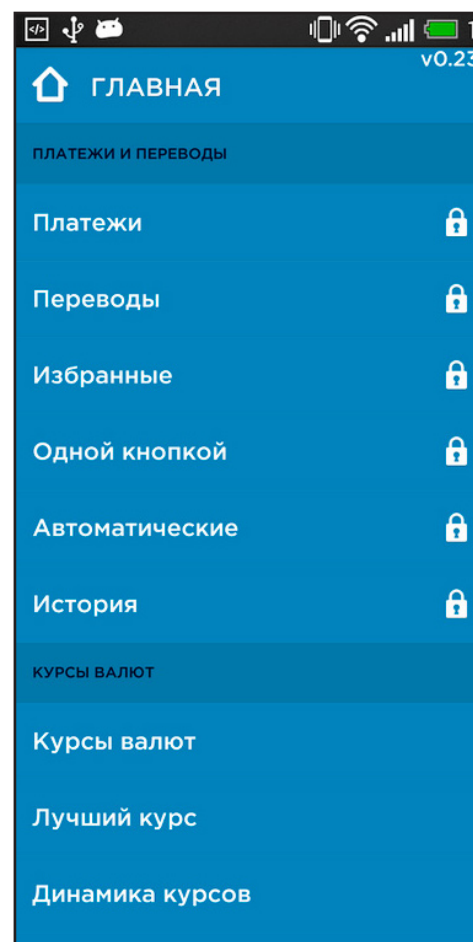 v0.23
ГЛАВНАЯ
ПЛАТЕЖИ И ПЕРЕВОДЫ
Платежи
Переводы
Избранные
Одной кнопкой
Автоматические
История
КУРСЫ ВАЛЮТ
Курсы валют
Лучший курс
Динамика курсов